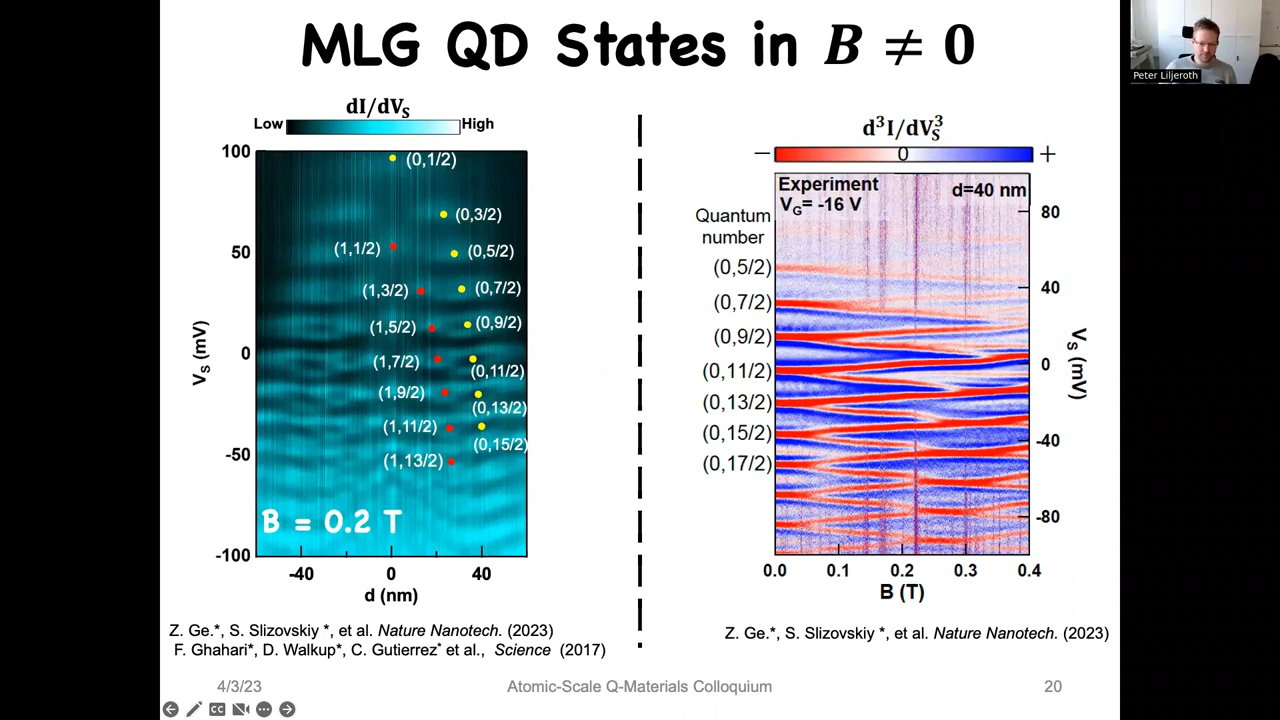 MLG QD States in B ≠ 0
Peter Liljeroth
dI/dV_S
Low
High
100
50
0
-50
-100
V_S (mV)
(0,1/2)
(0,3/2)
(1,1/2)
(0,5/2)
(1,3/2)
(0,7/2)
(1,5/2)
(0,9/2)
(1,7/2)
(0,11/2)
(1,9/2)
(0,13/2)
(1,11/2)
(0,15/2)
(1,13/2)
B = 0.2 T
-40
0
40
d (nm)
Z. Ge.*, S. Slizovskiy *, et al. Nature Nanotech. (2023)
F. Ghahari*, D. Walkup*, C. Gutierrez* et al., Science (2017)
d³I/dV_S³
−
0
+
Experiment
V_G= -16 V
d=40 nm
Quantum
number
(0,5/2)
(0,7/2)
(0,9/2)
(0,11/2)
(0,13/2)
(0,15/2)
(0,17/2)
80
40
0
-40
-80
V_S (mV)
0.0 0.1 0.2 0.3 0.4
B (T)
Z. Ge.*, S. Slizovskiy *, et al. Nature Nanotech. (2023)
4/3/23
Atomic-Scale Q-Materials Colloquium
20
CC